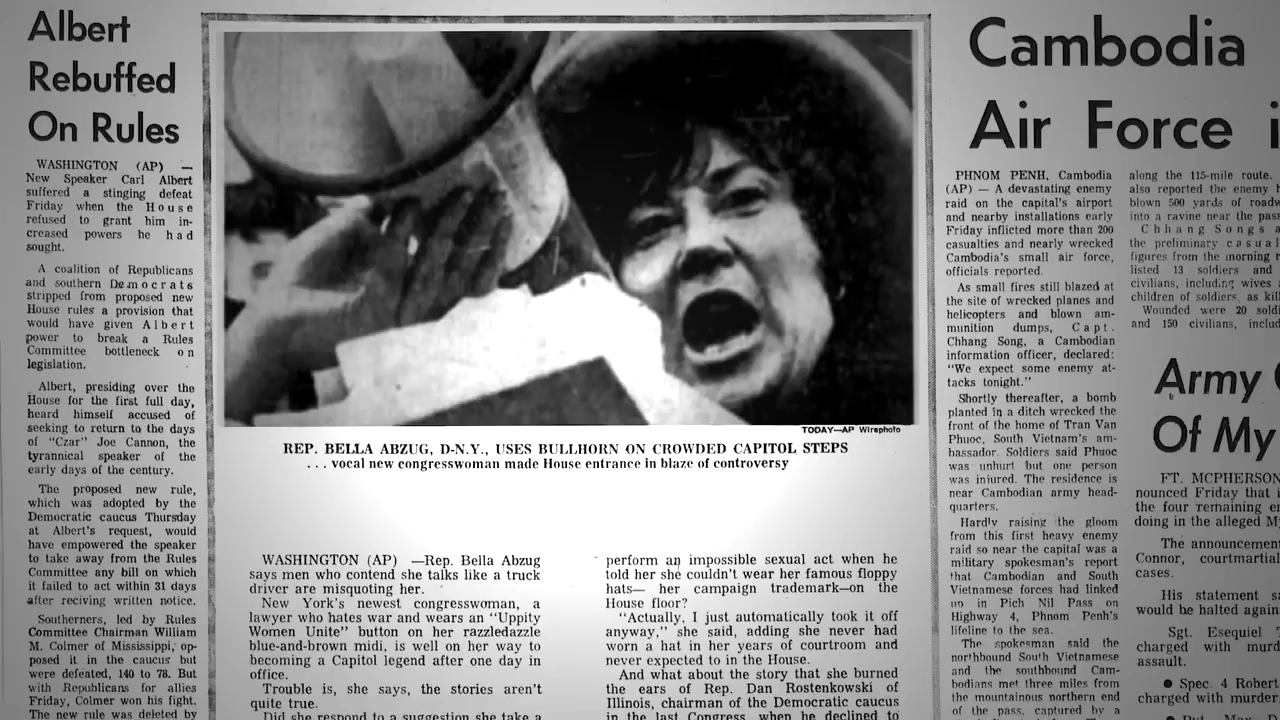 Albert
Rebuffed
On Rules
WASHINGTON (AP) —
New Speaker Carl Albert
suffered a stinging defeat
Friday when the House
refused to grant him in-
creased powers he had
sought.
A coalition of Republicans
and southern Democrats
stripped from proposed new
House rules a provision that
would have given Albert
power to break a Rules
Committee bottleneck on
legislation.
Albert, presiding over the
House for the first full day,
heard himself accused of
seeking to return to the days
of “Czar” Joe Cannon, the
tyrannical speaker of the
early days of the century.
The proposed new rule,
which was adopted by the
Democratic caucus Thursday
at Albert's request, would
have empowered the speaker
to take away from the Rules
Committee any bill on which
it failed to act within 31 days
after reciving written notice.
Southerners, led by Rules
Committee Chairman William
M. Colmer of Mississippi, op-
posed it in the caucus but
were defeated, 140 to 78. But
with Republicans for allies
Friday, Colmer won his fight.
The new rule was deleted by
TODAY—AP Wirephoto
REP. BELLA ABZUG, D-N.Y., USES BULLHORN ON CROWDED CAPITOL STEPS
. . . vocal new congresswoman made House entrance in blaze of controversy
WASHINGTON (AP) —Rep. Bella Abzug
says men who contend she talks like a truck
driver are misquoting her.
New York's newest congresswoman, a
lawyer who hates war and wears an “Uppity
Women Unite” button on her razzledazzle
blue-and-brown midi, is well on her way to
becoming a Capitol legend after one day in
office.
Trouble is, she says, the stories aren't
quite true.
Did she respond to a suggestion she take a
perform an impossible sexual act when he
told her she couldn't wear her famous floppy
hats— her campaign trademark—on the
House floor?
“Actually, I just automatically took it off
anyway,” she said, adding she never had
worn a hat in her years of courtroom and
never expected to in the House.
And what about the story that she burned
the ears of Rep. Dan Rostenkowski of
Illinois, chairman of the Democratic caucus
in the last Congress, when he declined to
Cambodia
Air Force i
PHNOM PENH, Cambodia
(AP) — A devastating enemy
raid on the capital's airport
and nearby installations early
Friday inflicted more than 200
casualties and nearly wrecked
Cambodia's small air force,
officials reported.
As small fires still blazed at
the site of wrecked planes and
helicopters and blown am-
munition dumps, Capt.
Chhang Song, a Cambodian
information officer, declared:
“We expect some enemy at-
tacks tonight.”
Shortly thereafter, a bomb
planted in a ditch wrecked the
front of the home of Tran Van
Phuoc, South Vietnam's am-
bassador. Soldiers said Phuoc
was unhurt but one person
was injured. The residence is
near Cambodian army head-
quarters.
Hardly raising the gloom
from this first heavy enemy
raid so near the capital was a
military spokesman's report
that Cambodian and South
Vietnamese forces had linked
up in Pich Nil Pass on
Highway 4, Phnom Penh's
lifeline to the sea.
The spokesman said the
northbound South Vietnamese
and the southbound Cam-
bodians met three miles from
the mountainous northern end
of the pass, captured by a
along the 115-mile route.
also reported the enemy
blown 500 yards of roadw
into a ravine near the pass
Chhang Song s
the preliminary casual
figures from the morning r
listed 13 soldiers and
civilians, including wives
children of soldiers, as kil
Wounded were 20 soldi
and 150 civilians, inclu
Army
Of My
FT. MCPHERSON
nounced Friday that i
the four remaining e
doing in the alleged M
The announcement
Connor, courtmartial
cases.
His statement s
would be halted again
Sgt. Esequiel
charged with murd
assault.
● Spec. 4 Robert
charged with murder